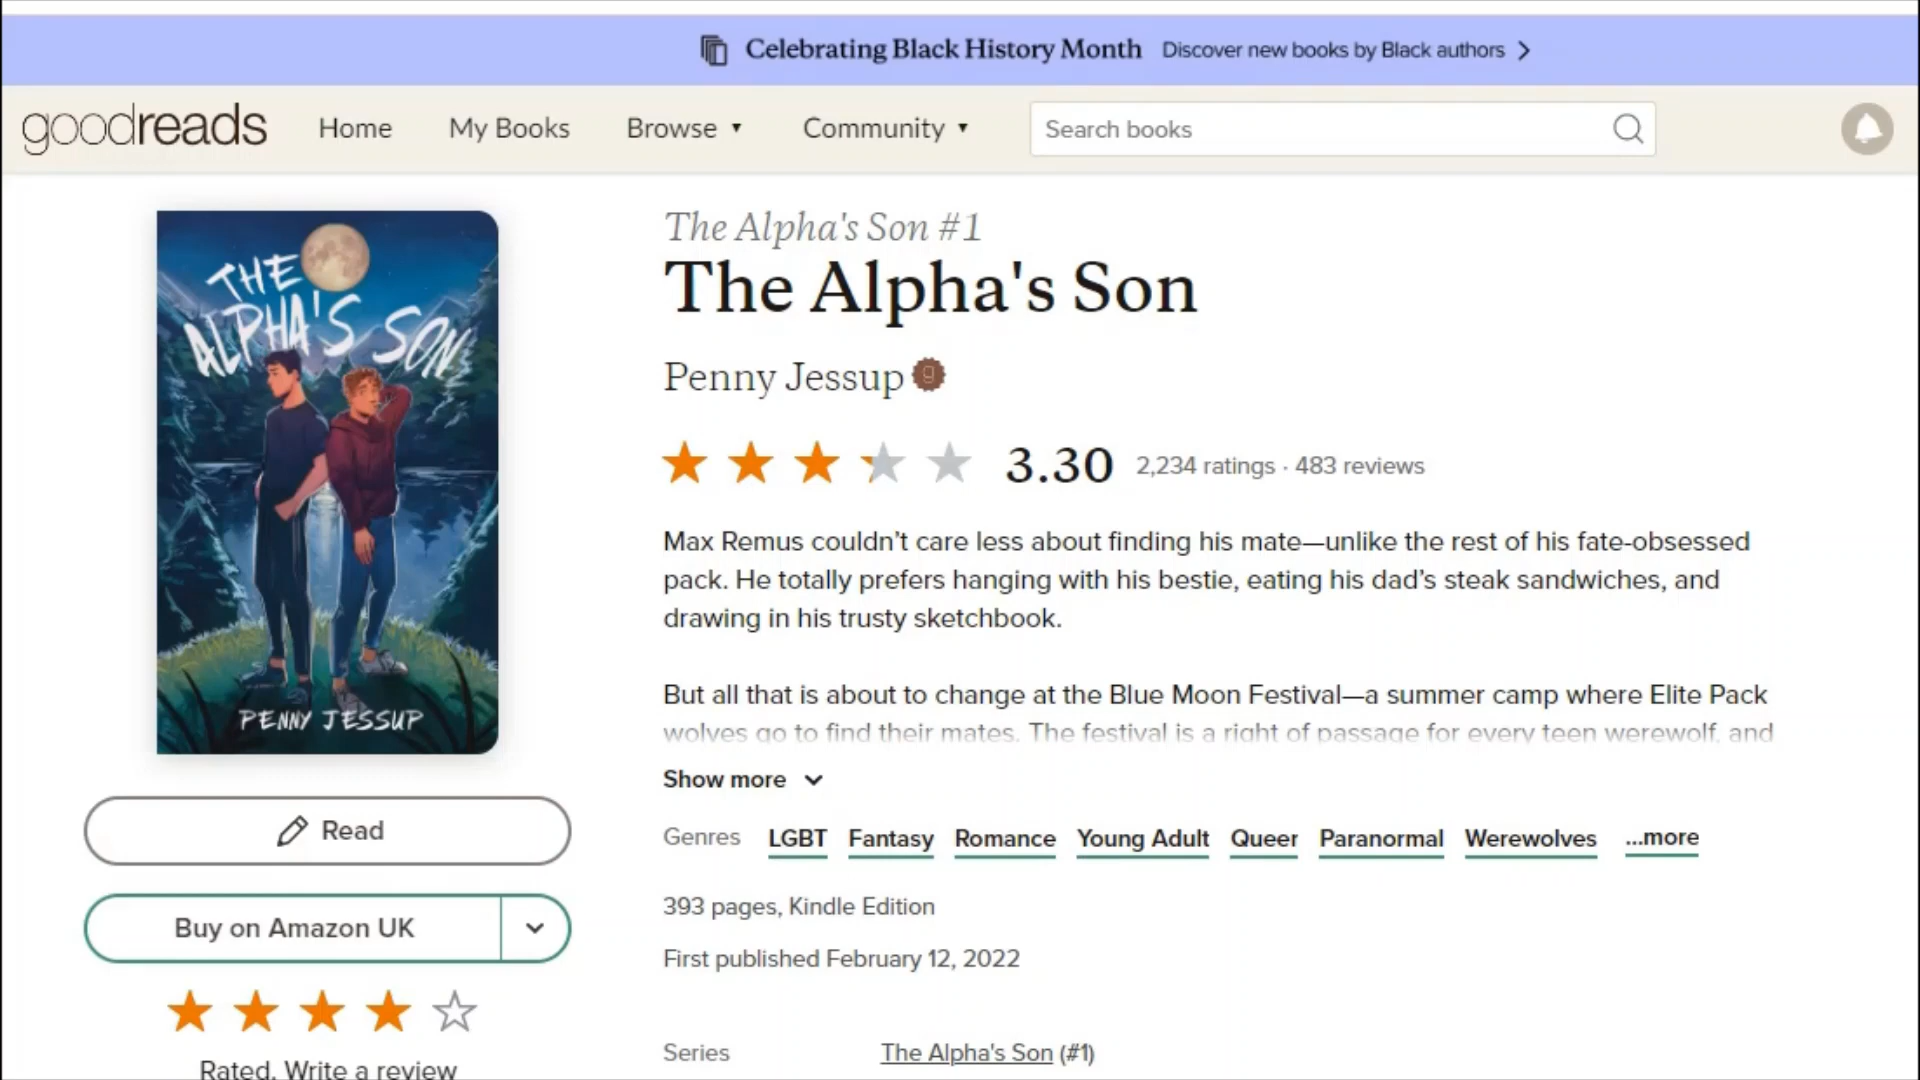 Celebrating Black History Month Discover new books by Black authors
goodreads Home My Books Browse Community Search books
THE
ALPHA'S SON
PENNY JESSUP
Read
Buy on Amazon UK
Rated. Write a review
The Alpha's Son #1
The Alpha's Son
Penny Jessup
3.30 2,234 ratings · 483 reviews
Max Remus couldn’t care less about finding his mate—unlike the rest of his fate-obsessed
pack. He totally prefers hanging with his bestie, eating his dad’s steak sandwiches, and
drawing in his trusty sketchbook.
But all that is about to change at the Blue Moon Festival—a summer camp where Elite Pack
wolves go to find their mates. The festival is a right of passage for every teen werewolf, and
Show more
Genres LGBT Fantasy Romance Young Adult Queer Paranormal Werewolves ...more
393 pages, Kindle Edition
First published February 12, 2022
Series The Alpha's Son (#1)